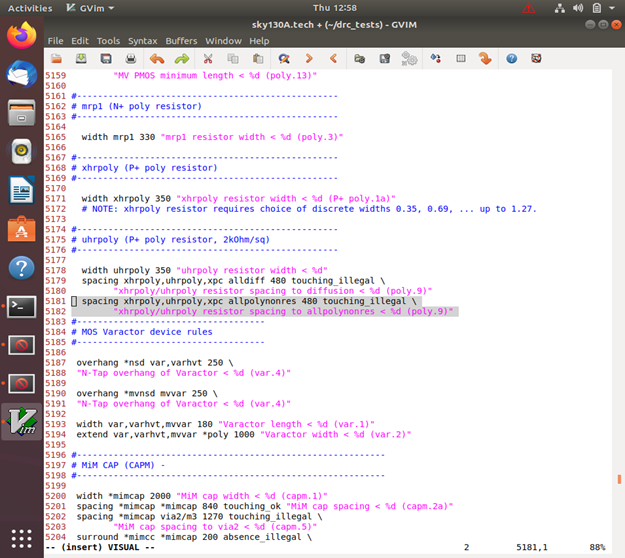 Activities GVim Thu 12:58
sky130A.tech + (~/drc_tests) - GVIM
File Edit Tools Syntax Buffers Window Help
5159 "MV PMOS minimum length < %d (poly.13)"
5160
5161 #---------------------------------------------------
5162 # mrp1 (N+ poly resistor)
5163 #---------------------------------------------------
5164
5165 width mrp1 330 "mrp1 resistor width < %d (poly.3)"
5166
5167 #---------------------------------------------------
5168 # xhrpoly (P+ poly resistor)
5169 #---------------------------------------------------
5170
5171 width xhrpoly 350 "xhrpoly resistor width < %d (P+ poly.1a)"
5172 # NOTE: xhrpoly resistor requires choice of discrete widths 0.35, 0.69, ... up to 1.27.
5173
5174 #---------------------------------------------------
5175 # uhrpoly (P+ poly resistor, 2kOhm/sq)
5176 #---------------------------------------------------
5177
5178 width uhrpoly 350 "uhrpoly resistor width < %d"
5179 spacing xhrpoly,uhrpoly,xpc alldiff 480 touching_illegal \
5180 "xhrpoly/uhrpoly resistor spacing to diffusion < %d (poly.9)"
5181 spacing xhrpoly,uhrpoly,xpc allpolynonres 480 touching_illegal \
5182 "xhrpoly/uhrpoly resistor spacing to allpolynonres < %d (poly.9)"
5183 #------------------------------------
5184 # MOS Varactor device rules
5185 #------------------------------------
5186
5187 overhang *nsd var,varhvt 250 \
5188 "N-Tap overhang of Varactor < %d (var.4)"
5189
5190 overhang *mvnsd mvvar 250 \
5191 "N-Tap overhang of Varactor < %d (var.4)"
5192
5193 width var,varhvt,mvvar 180 "Varactor length < %d (var.1)"
5194 extend var,varhvt,mvvar *poly 1000 "Varactor width < %d (var.2)"
5195
5196 #------------------------------------------------------------
5197 # MiM CAP (CAPM) -
5198 #------------------------------------------------------------
5199
5200 width *mimcap 2000 "MiM cap width < %d (capm.1)"
5201 spacing *mimcap *mimcap 840 touching_ok "MiM cap spacing < %d (capm.2a)"
5202 spacing *mimcap via2/m3 1270 touching_illegal \
5203 "MiM cap spacing to via2 < %d (capm.5)"
5204 surround *mimcc *mimcap 200 absence_illegal \
-- (insert) VISUAL -- 2 5181,1 88%